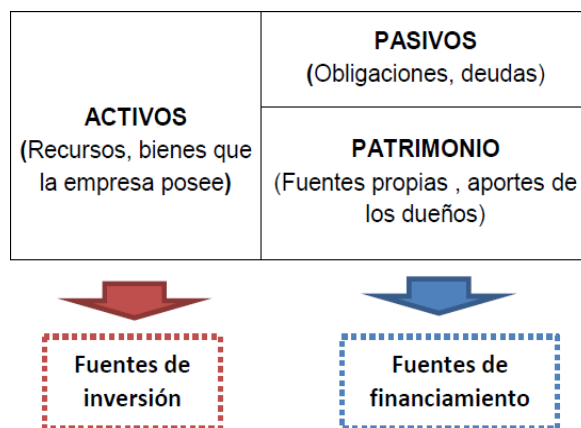 ACTIVOS
(Recursos, bienes que
la empresa posee)
PASIVOS
(Obligaciones, deudas)
PATRIMONIO
(Fuentes propias , aportes de
los dueños)
Fuentes de
inversión
Fuentes de
financiamiento